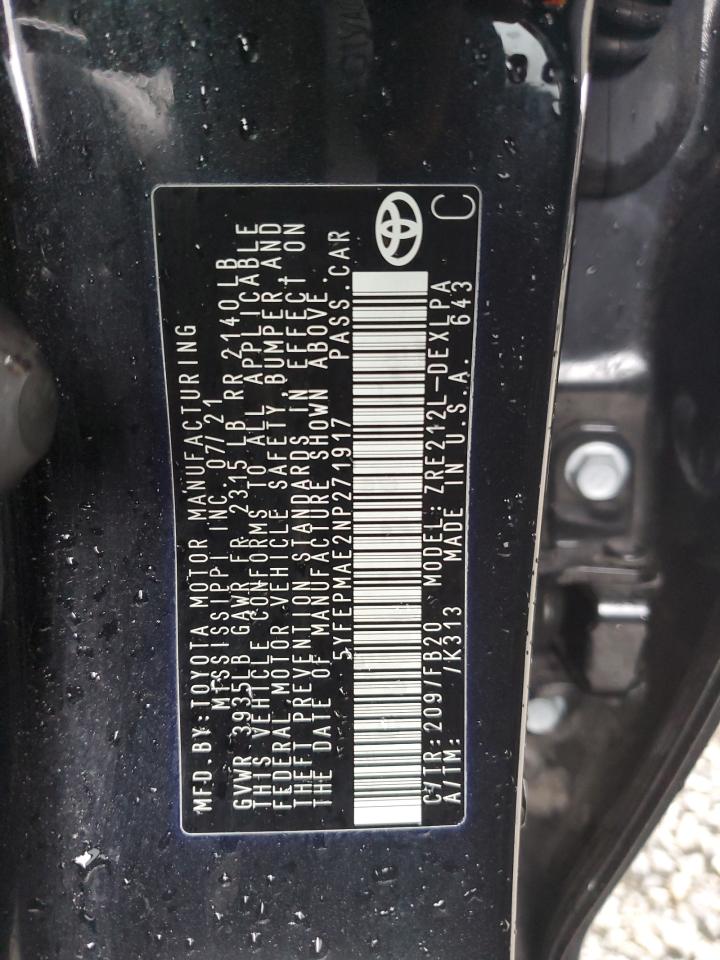 MFD.BY:TOYOTA MOTOR MANUFACTURING
MISSISSIPPI INC. 07/21
GVWR 3935LB GAWR FR 2315 LB RR 2140 LB
THIS VEHICLE CONFORMS TO ALL APPLICABLE
FEDERAL MOTOR VEHICLE SAFETY, BUMPER, AND
THEFT PREVENTION STANDARDS IN EFFECT ON
THE DATE OF MANUFACTURE SHOWN ABOVE.
5YFEPMAE2NP271917 PASS.CAR
C/TR:209/FB20 MODEL:ZRE212L-DEXLPA
A/TM: /K313 MADE IN U.S.A. 643
C